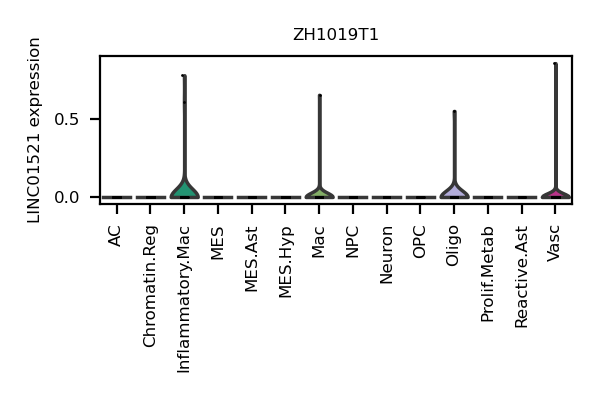 ZH1019T1
LINC01521 expression
0.5
0.0
AC
Chromatin.Reg
Inflammatory.Mac
MES
MES.Ast
MES.Hyp
Mac
NPC
Neuron
OPC
Oligo
Prolif.Metab
Reactive.Ast
Vasc